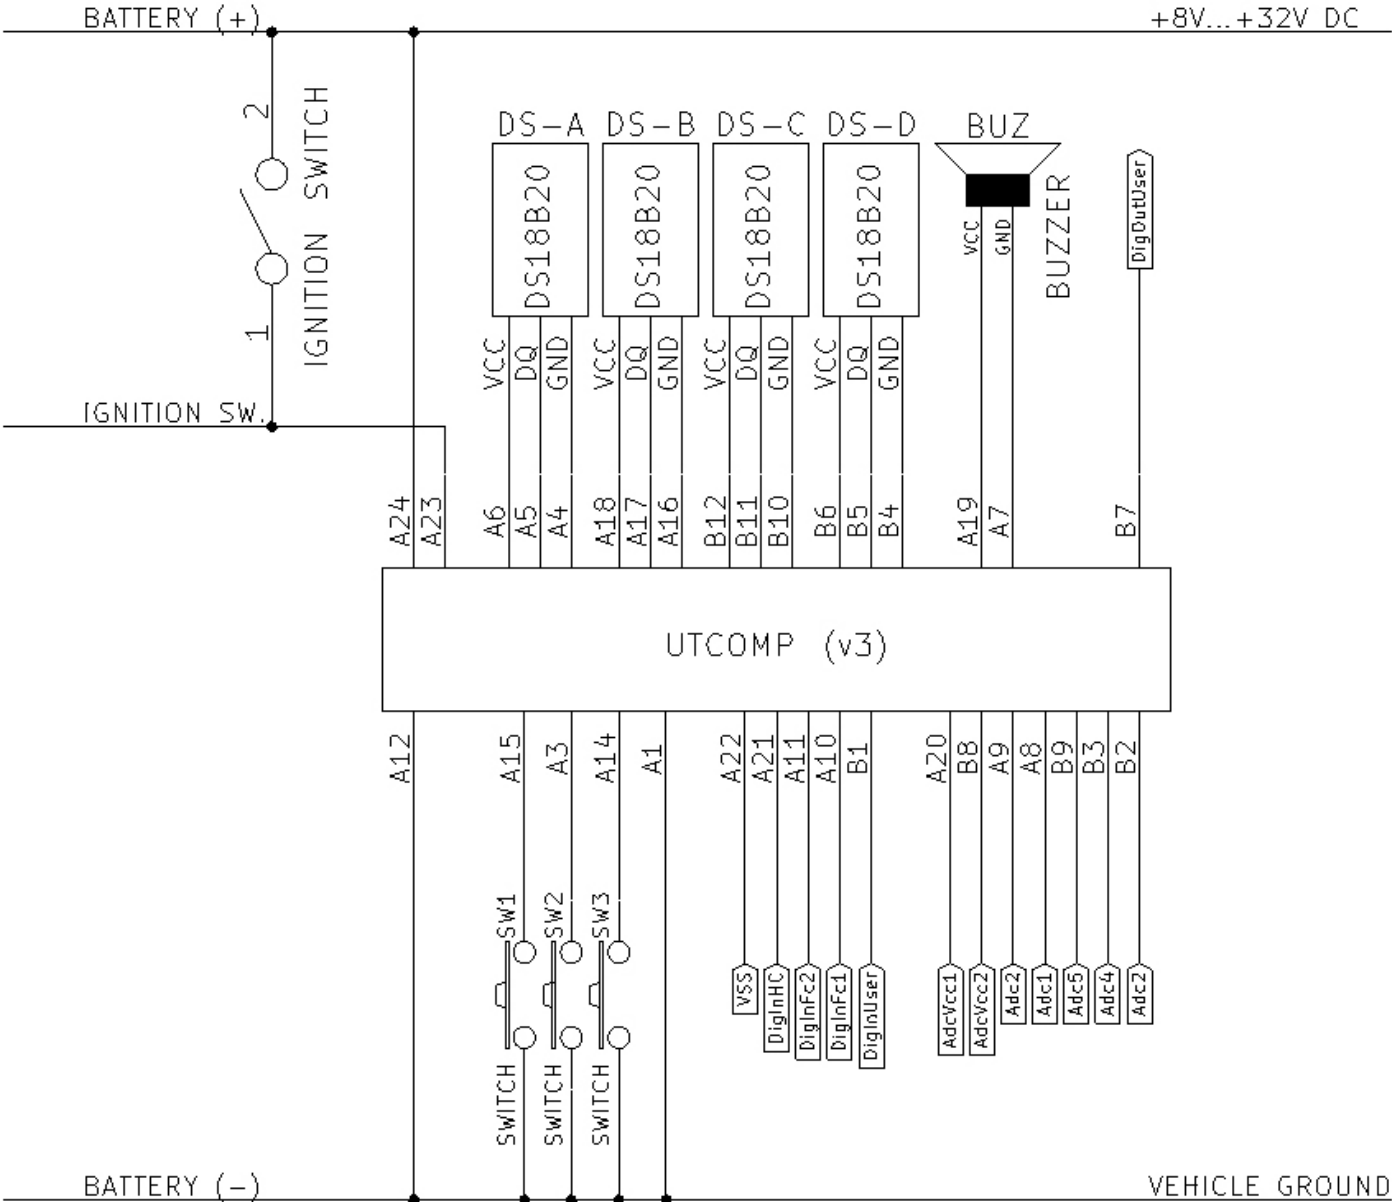 BATTERY (+)
+8V...+32V DC
2
IGNITION SWITCH
1
IGNITION SW.
DS-A DS-B DS-C DS-D BUZ
DS18B20 DS18B20 DS18B20 DS18B20
BUZZER
VCC GND
DigOutUser
VCC DQ GND VCC DQ GND VCC DQ GND VCC DQ GND
A24 A23 A6 A5 A4 A18 A17 A16 B12 B11 B10 B6 B5 B4 A19 A7 B7
UTCOMP (v3)
A12 A15 A3 A14 A1 A22 A21 A11 A10 B1 A20 B8 A9 A8 B9 B3 B2
SW1 SW2 SW3
SWITCH SWITCH SWITCH
VSS DigInHC DigInFc2 DigInFc1 DigInUser AdcVcc1 AdcVcc2 Adc2 Adc1 Adc5 Adc4 Adc2
BATTERY (-)
VEHICLE GROUND